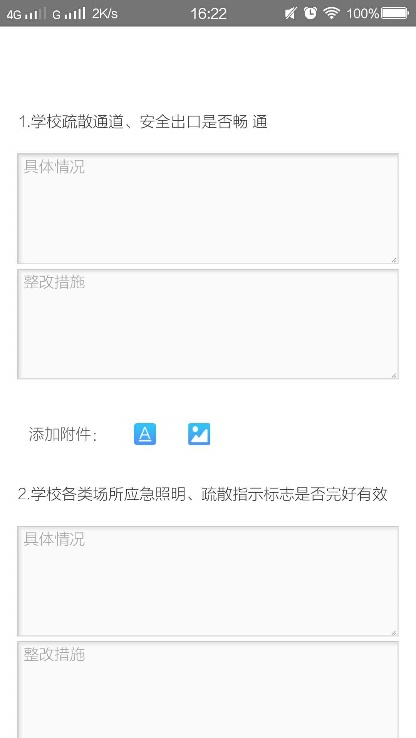 4G G 2K/s 16:22 100%
1.学校疏散通道、安全出口是否畅 通
具体情况
整改措施
添加附件： A
2.学校各类场所应急照明、疏散指示标志是否完好有效
具体情况
整改措施